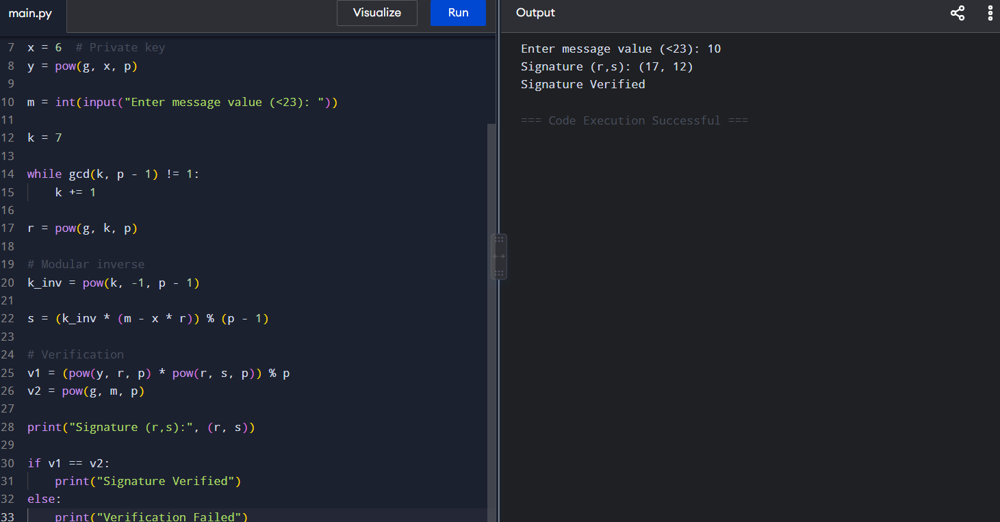 main.py
Visualize
Run
7 x = 6  # Private key
8 y = pow(g, x, p)
9
10 m = int(input("Enter message value (<23): "))
11
12 k = 7
13
14 while gcd(k, p - 1) != 1:
15     k += 1
16
17 r = pow(g, k, p)
18
19 # Modular inverse
20 k_inv = pow(k, -1, p - 1)
21
22 s = (k_inv * (m - x * r)) % (p - 1)
23
24 # Verification
25 v1 = (pow(y, r, p) * pow(r, s, p)) % p
26 v2 = pow(g, m, p)
27
28 print("Signature (r,s):", (r, s))
29
30 if v1 == v2:
31     print("Signature Verified")
32 else:
33     print("Verification Failed")
Output
Enter message value (<23): 10
Signature (r,s): (17, 12)
Signature Verified
=== Code Execution Successful ===